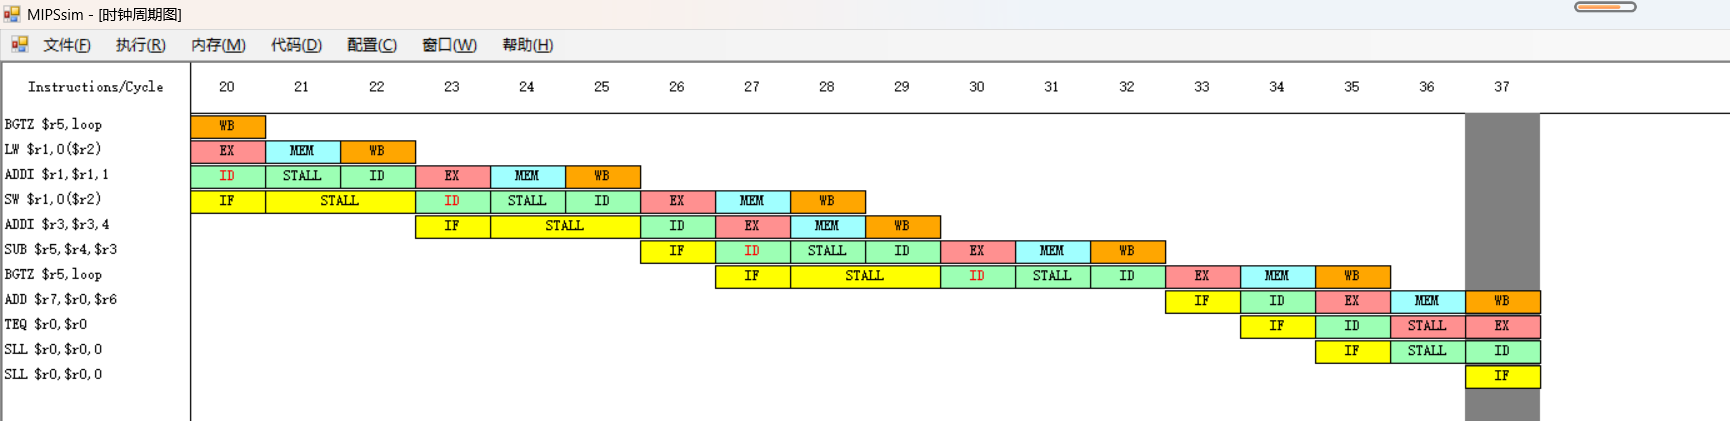 MIPSsim - [时钟周期图]
文件(F) 执行(R) 内存(M) 代码(D) 配置(C) 窗口(W) 帮助(H)
Instructions/Cycle 20 21 22 23 24 25 26 27 28 29 30 31 32 33 34 35 36 37
BGTZ $r5,loop WB
LW $r1,0($r2) EX MEM WB
ADDI $r1,$r1,1 ID STALL ID EX MEM WB
SW $r1,0($r2) IF STALL ID STALL ID EX MEM WB
ADDI $r3,$r3,4 IF STALL ID EX MEM WB
SUB $r5,$r4,$r3 IF ID STALL ID EX MEM WB
BGTZ $r5,loop IF STALL ID STALL ID EX MEM WB
ADD $r7,$r0,$r6 IF ID EX MEM WB
TEQ $r0,$r0 IF ID STALL EX
SLL $r0,$r0,0 IF STALL ID
SLL $r0,$r0,0 IF